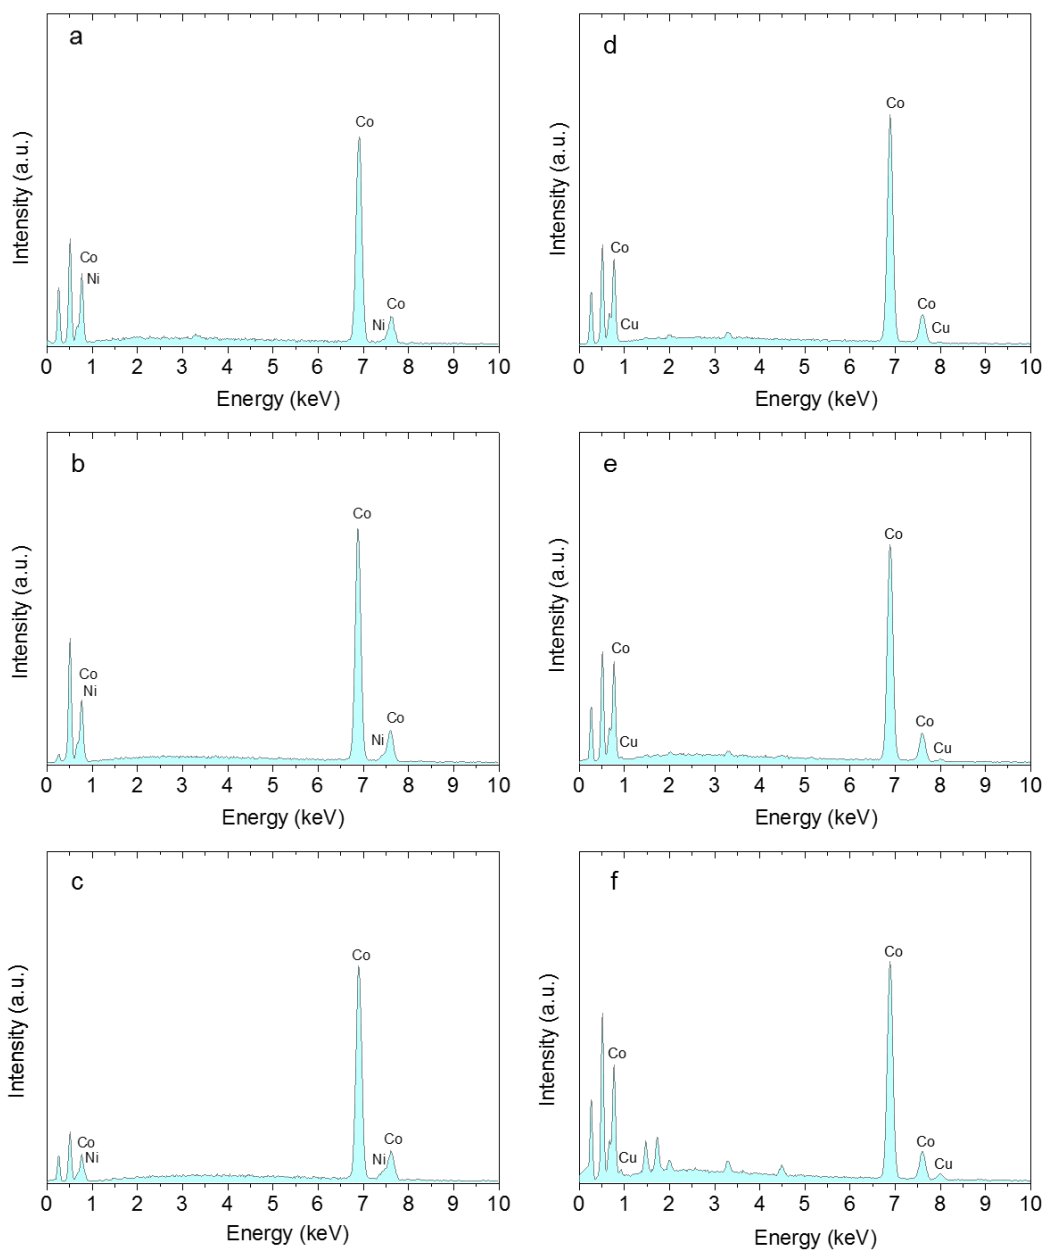 a
Co
Co
Ni
Ni
Co
Intensity (a.u.)
0 1 2 3 4 5 6 7 8 9 10
Energy (keV)
d
Co
Co
Cu
Co
Cu
Intensity (a.u.)
0 1 2 3 4 5 6 7 8 9 10
Energy (keV)
b
Co
Co
Ni
Ni
Co
Intensity (a.u.)
0 1 2 3 4 5 6 7 8 9 10
Energy (keV)
e
Co
Co
Cu
Co
Cu
Intensity (a.u.)
0 1 2 3 4 5 6 7 8 9 10
Energy (keV)
c
Co
Co
Ni
Ni
Co
Intensity (a.u.)
0 1 2 3 4 5 6 7 8 9 10
Energy (keV)
f
Co
Co
Cu
Co
Cu
Intensity (a.u.)
0 1 2 3 4 5 6 7 8 9 10
Energy (keV)